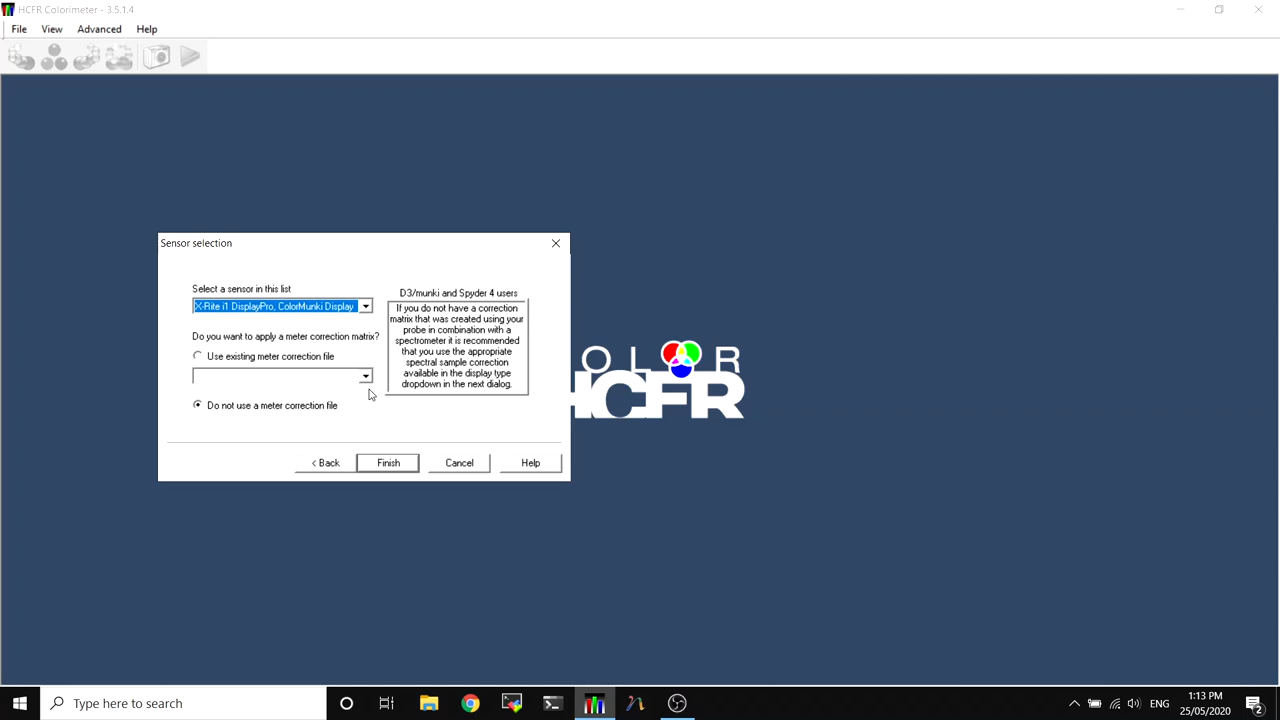 HCFR Colorimeter - 3.5.1.4
File View Advanced Help
Sensor selection
Select a sensor in this list
X-Rite i1 DisplayPro, ColorMunki Display
Do you want to apply a meter correction matrix?
Use existing meter correction file
Do not use a meter correction file
D3/munki and Spyder 4 users
If you do not have a correction
matrix that was created using your
probe in combination with a
spectrometer it is recommended
that you use the appropriate
spectral sample correction
available in the display type
dropdown in the next dialog.
< Back Finish Cancel Help
OLOR
HCFR
Type here to search
ENG
1:13 PM
25/05/2020
2